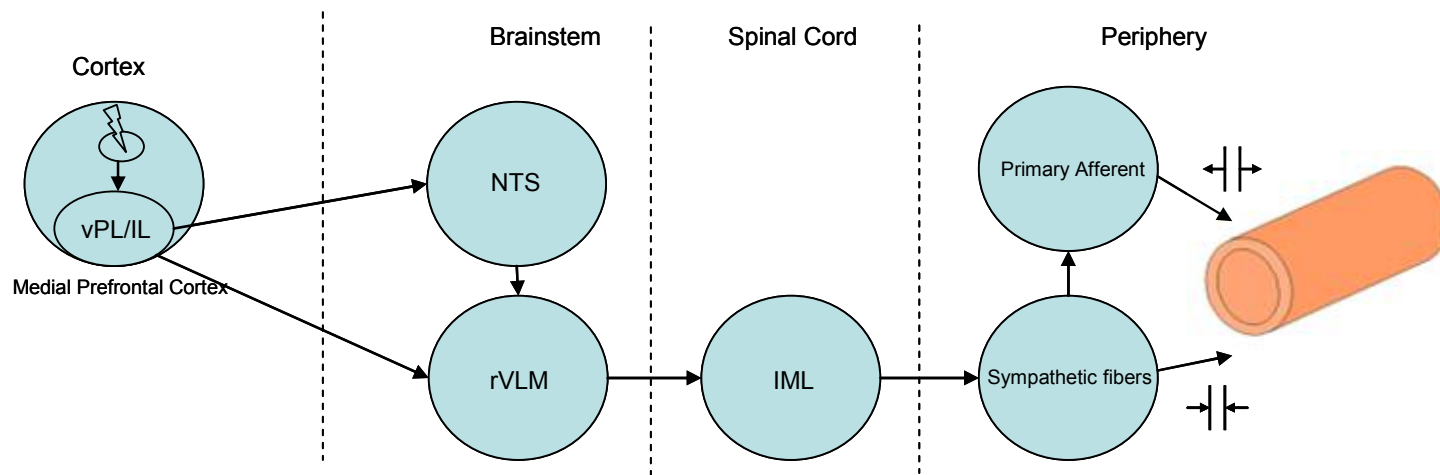 Cortex
Brainstem
Spinal Cord
Periphery
vPL/IL
Medial Prefrontal Cortex
NTS
rVLM
IML
Primary Afferent
Sympathetic fibers